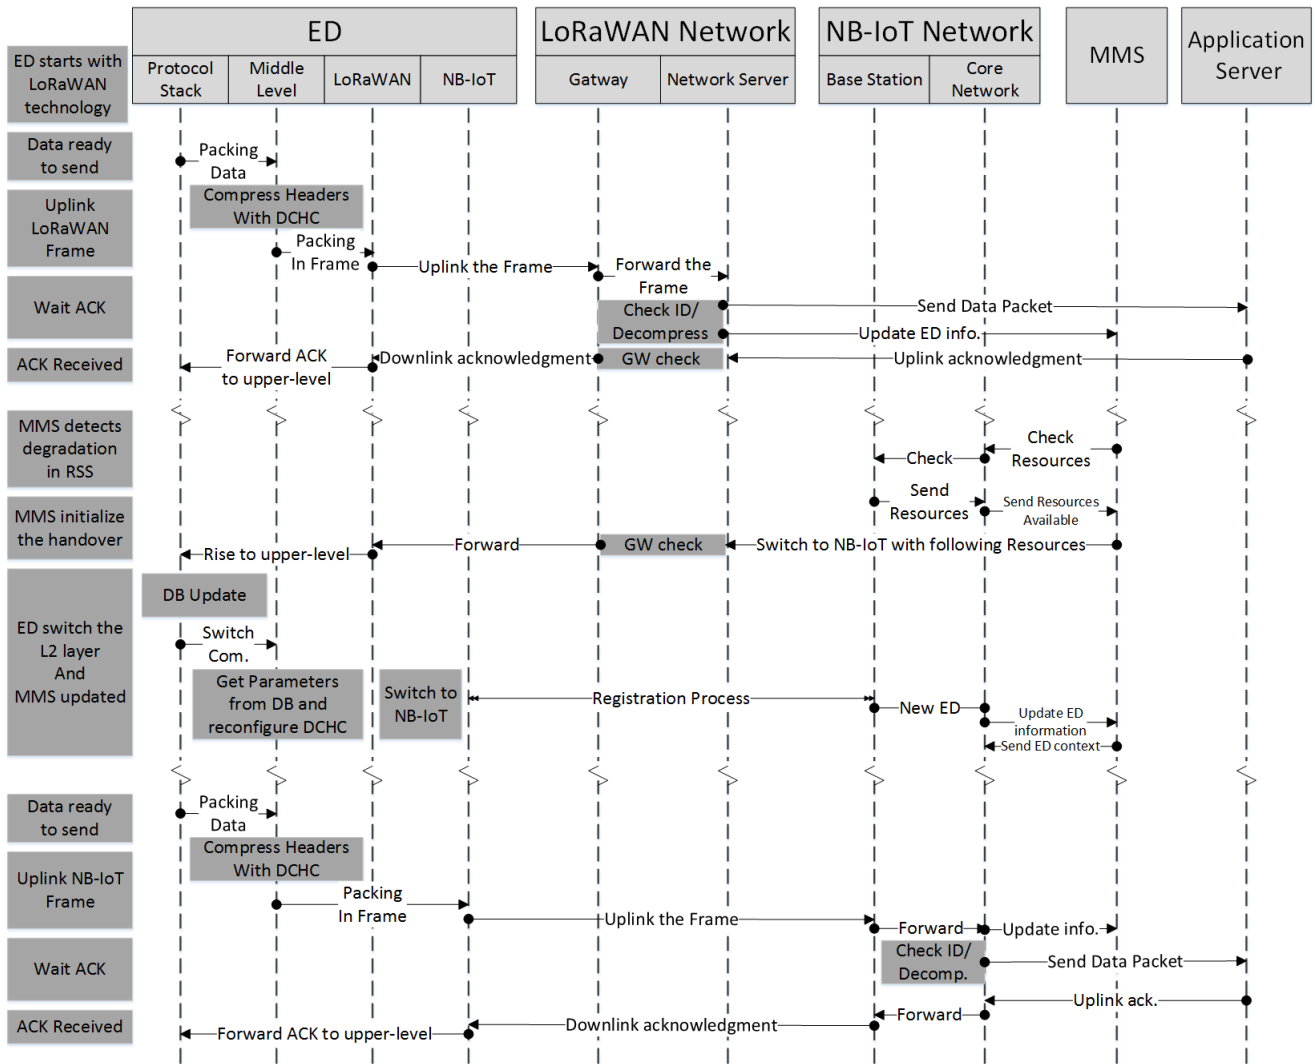 ED
LoRaWAN Network
NB-IoT Network
MMS
Application
Server
Protocol
Stack
Middle
Level
LoRaWAN
NB-IoT
Gatway
Network Server
Base Station
Core
Network
ED starts with
LoRaWAN
technology
Data ready
to send
Packing
Data
Compress Headers
With DCHC
Uplink
LoRaWAN
Frame
Packing
In Frame
Uplink the Frame
Forward the
Frame
Wait ACK
Check ID/
Decompress
Send Data Packet
Update ED info.
ACK Received
Forward ACK
to upper-level
Downlink acknowledgment
GW check
Uplink acknowledgment
MMS detects
degradation
in RSS
Check
Check
Resources
Send
Resources
Send Resources
Available
MMS initialize
the handover
Rise to upper-level
Forward
GW check
Switch to NB-IoT with following Resources
ED switch the
L2 layer
And
MMS updated
DB Update
Switch
Com.
Get Parameters
from DB and
reconfigure DCHC
Switch to
NB-IoT
Registration Process
New ED
Update ED
information
Send ED context
Data ready
to send
Packing
Data
Compress Headers
With DCHC
Uplink NB-IoT
Frame
Packing
In Frame
Uplink the Frame
Forward
Update info.
Wait ACK
Check ID/
Decomp.
Send Data Packet
Uplink ack.
ACK Received
Forward ACK to upper-level
Downlink acknowledgment
Forward